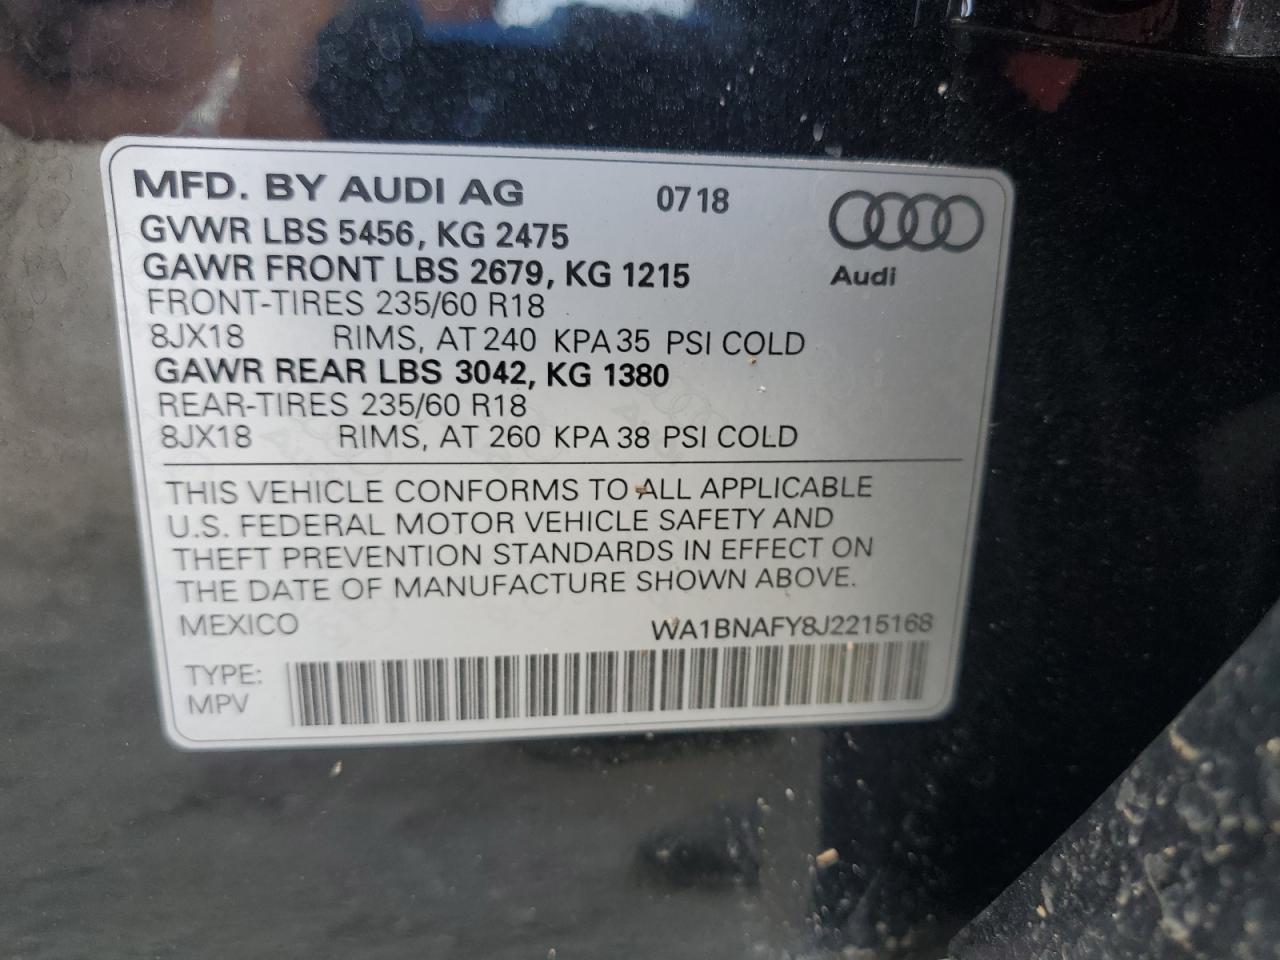 MFD. BY AUDI AG 0718
GVWR LBS 5456, KG 2475
GAWR FRONT LBS 2679, KG 1215
Audi
FRONT-TIRES 235/60 R18
8JX18 RIMS, AT 240 KPA 35 PSI COLD
GAWR REAR LBS 3042, KG 1380
REAR-TIRES 235/60 R18
8JX18 RIMS, AT 260 KPA 38 PSI COLD
THIS VEHICLE CONFORMS TO ALL APPLICABLE
U.S. FEDERAL MOTOR VEHICLE SAFETY AND
THEFT PREVENTION STANDARDS IN EFFECT ON
THE DATE OF MANUFACTURE SHOWN ABOVE.
MEXICO WA1BNAFY8J2215168
TYPE:
MPV